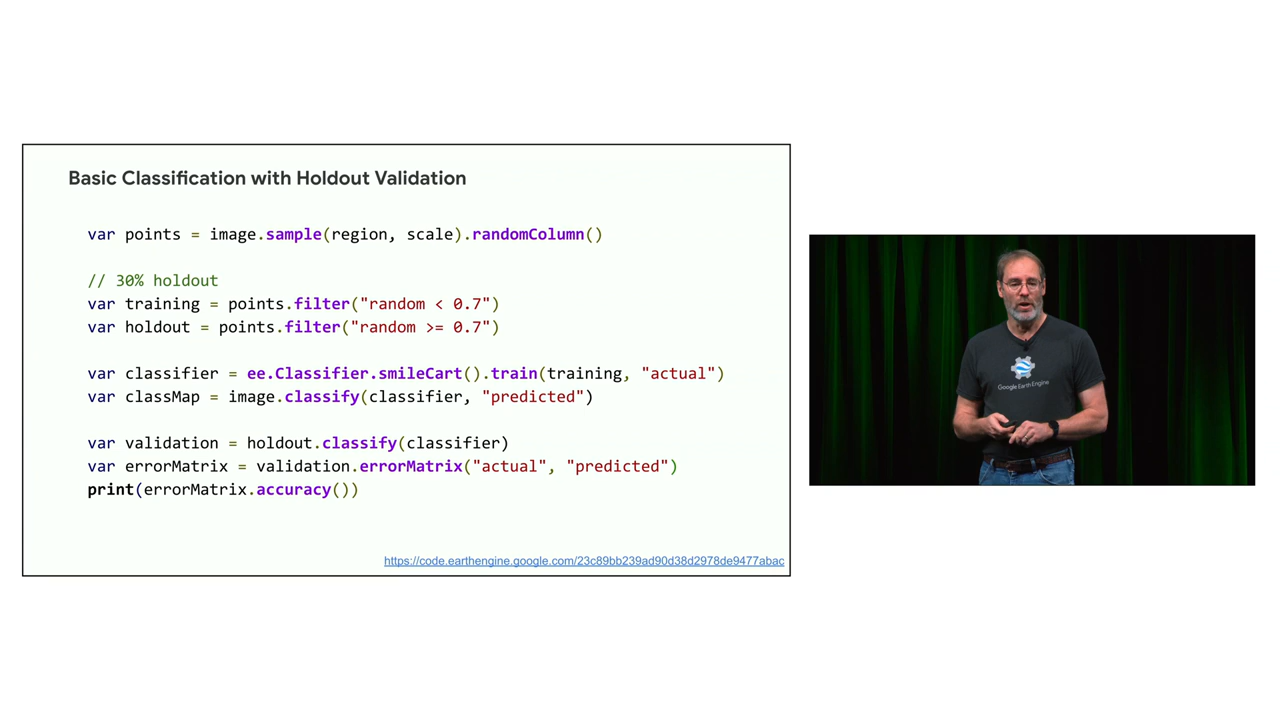 Basic Classification with Holdout Validation
var points = image.sample(region, scale).randomColumn()
// 30% holdout
var training = points.filter("random < 0.7")
var holdout = points.filter("random >= 0.7")
var classifier = ee.Classifier.smileCart().train(training, "actual")
var classMap = image.classify(classifier, "predicted")
var validation = holdout.classify(classifier)
var errorMatrix = validation.errorMatrix("actual", "predicted")
print(errorMatrix.accuracy())
https://code.earthengine.google.com/23c89bb239ad90d38d2978de9477abac
Google Earth Engine